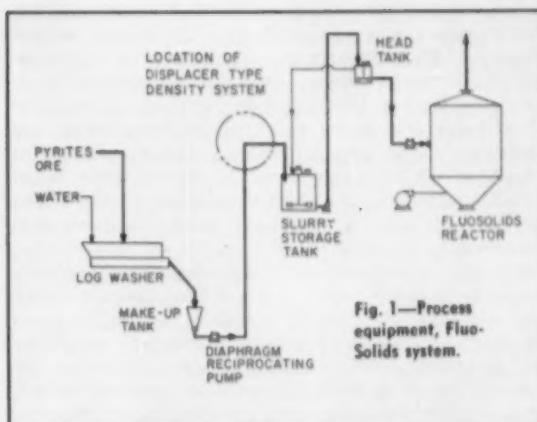 LOCATION OF
DISPLACER TYPE
DENSITY SYSTEM
HEAD
TANK
PYRITES
ORE
WATER
LOG WASHER
MAKE-UP
TANK
DIAPHRAGM
RECIPROCATING
PUMP
SLURRY
STORAGE
TANK
FLUOSOLIDS
REACTOR
Fig. 1—Process
equipment, Fluo-
Solids system.